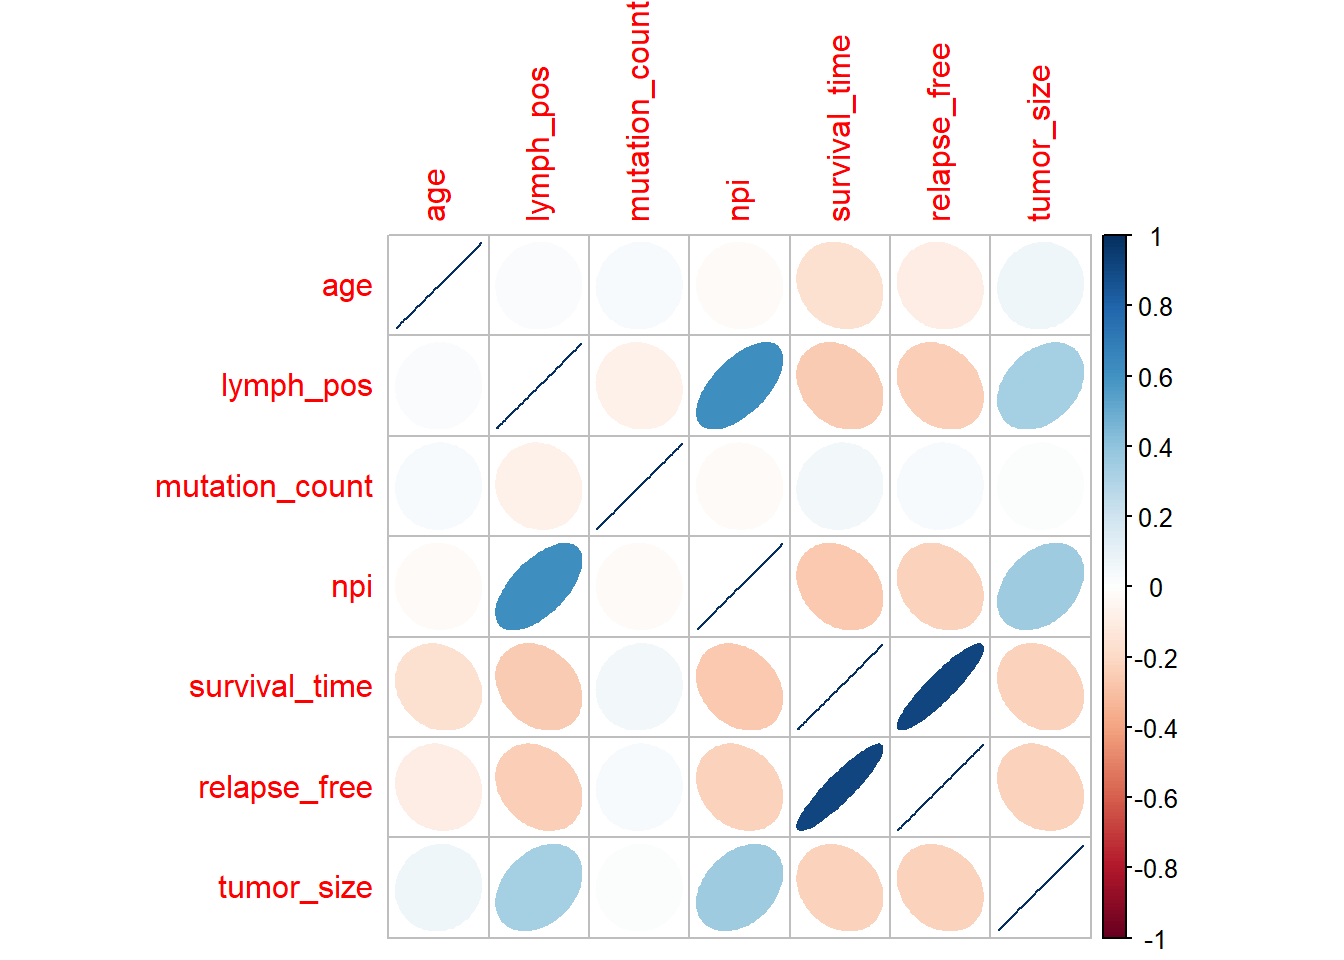 age
lymph_pos
mutation_count
npi
survival_time
relapse_free
tumor_size
age
lymph_pos
mutation_count
npi
survival_time
relapse_free
tumor_size
1
0.8
0.6
0.4
0.2
0
-0.2
-0.4
-0.6
-0.8
-1